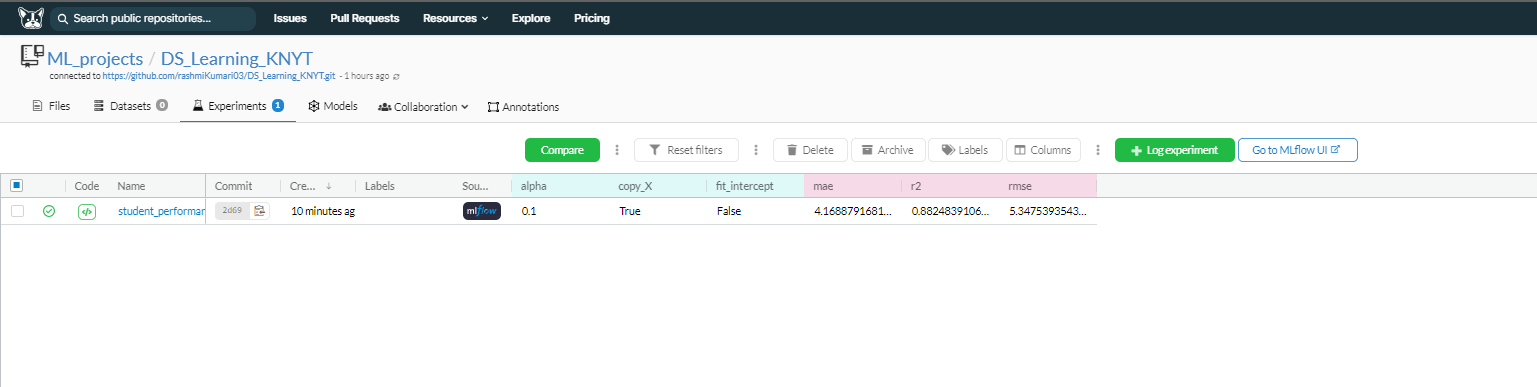 Search public repositories... Issues Pull Requests Resources Explore Pricing
ML_projects / DS_Learning_KNYT
connected to https://github.com/rashmiKumari03/DS_Learning_KNYT.git - 1 hours ago
Files Datasets 0 Experiments 1 Models Collaboration Annotations
Compare Reset filters Delete Archive Labels Columns + Log experiment Go to MLflow UI
Code Name Commit Cre... ↓ Labels Sou... alpha copy_X fit_intercept mae r2 rmse
student_performar 2d69 10 minutes ag mlflow 0.1 True False 4.1688791681... 0.8824839106... 5.3475393543...